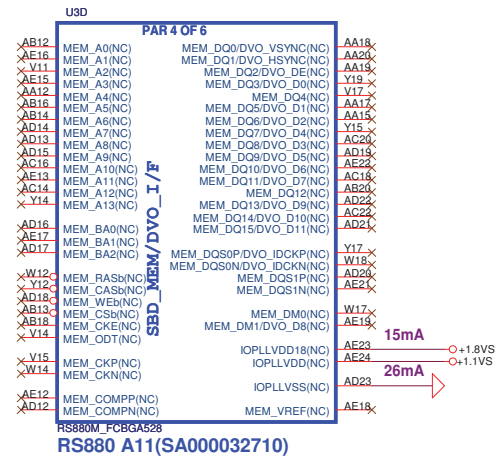 U3D
PAR 4 OF 6
AB12 MEM_A0(NC) MEM_DQ0/DVO_VSYNC(NC) AA18
AE16 MEM_A1(NC) MEM_DQ1/DVO_HSYNC(NC) AA20
V11 MEM_A2(NC) MEM_DQ2/DVO_DE(NC) AA19
AE15 MEM_A3(NC) MEM_DQ3/DVO_D0(NC) Y19
AA12 MEM_A4(NC) MEM_DQ4(NC) V17
AB16 MEM_A5(NC) MEM_DQ5/DVO_D1(NC) AA17
AB14 MEM_A6(NC) MEM_DQ6/DVO_D2(NC) AA15
AD14 MEM_A7(NC) MEM_DQ7/DVO_D4(NC) Y15
AD13 MEM_A8(NC) MEM_DQ8/DVO_D3(NC) AC20
AD15 MEM_A9(NC) MEM_DQ9/DVO_D5(NC) AD19
AC16 MEM_A10(NC) MEM_DQ10/DVO_D6(NC) AE22
AE13 MEM_A11(NC) MEM_DQ11/DVO_D7(NC) AC18
AC14 MEM_A12(NC) MEM_DQ12(NC) AB20
Y14 MEM_A13(NC) MEM_DQ13/DVO_D9(NC) AD22
MEM_DQ14/DVO_D10(NC) AC22
AD16 MEM_BA0(NC) MEM_DQ15/DVO_D11(NC) AD21
AE17 MEM_BA1(NC)
AD17 MEM_BA2(NC) MEM_DQS0P/DVO_IDCKP(NC) Y17
MEM_DQS0N/DVO_IDCKN(NC) W18
W12 MEM_RASb(NC) MEM_DQS1P(NC) AD20
Y12 MEM_CASb(NC) MEM_DQS1N(NC) AE21
AD18 MEM_WEb(NC)
AB13 MEM_CSb(NC) MEM_DM0(NC) W17
AB18 MEM_CKE(NC) MEM_DM1/DVO_D8(NC) AE19
V14 MEM_ODT(NC)
15mA
IOPLLVDD18(NC) AE23 +1.8VS
V15 MEM_CKP(NC) IOPLLVDD(NC) AE24 +1.1VS
W14 MEM_CKN(NC)
26mA
IOPLLVSS(NC) AD23
AE12 MEM_COMPP(NC)
AD12 MEM_COMPN(NC) MEM_VREF(NC) AE18
SBD_MEM/DVO_I/F
RS880M_FCBGA528
RS880 A11(SA000032710)